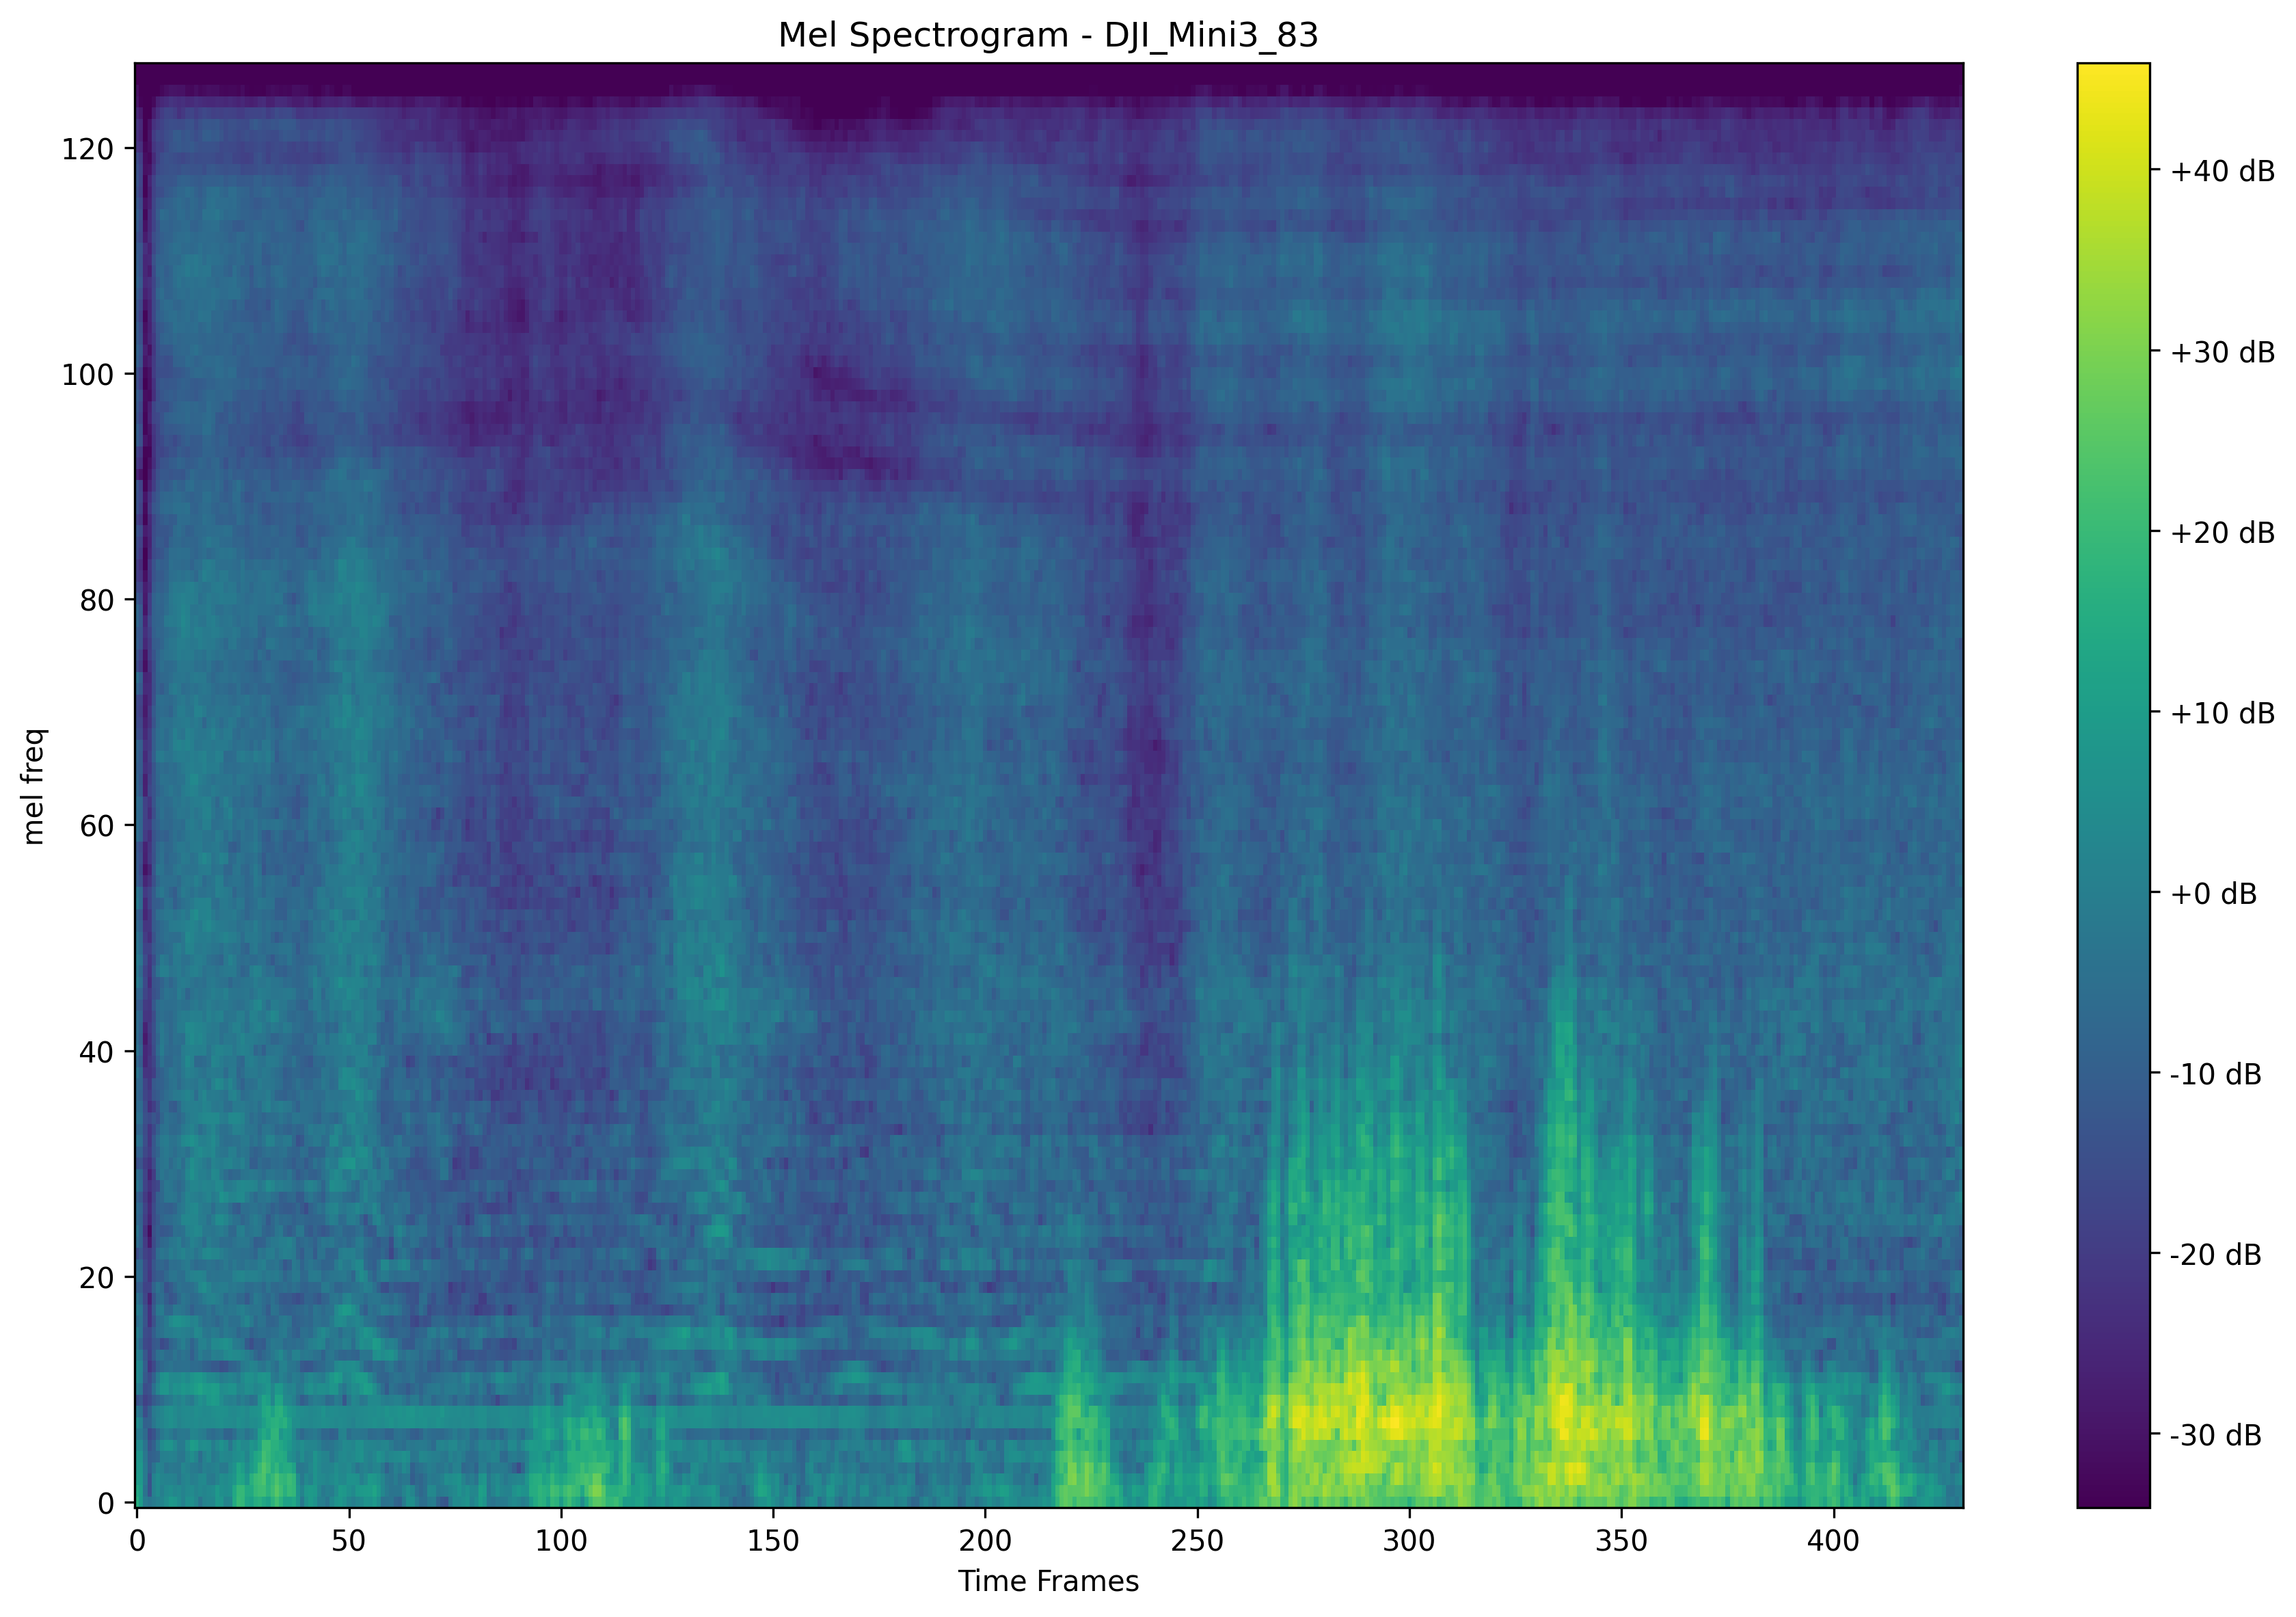 Mel Spectrogram - DJI_Mini3_83
mel freq
120
100
80
60
40
20
0
0 50 100 150 200 250 300 350 400
Time Frames
+40 dB
+30 dB
+20 dB
+10 dB
+0 dB
-10 dB
-20 dB
-30 dB